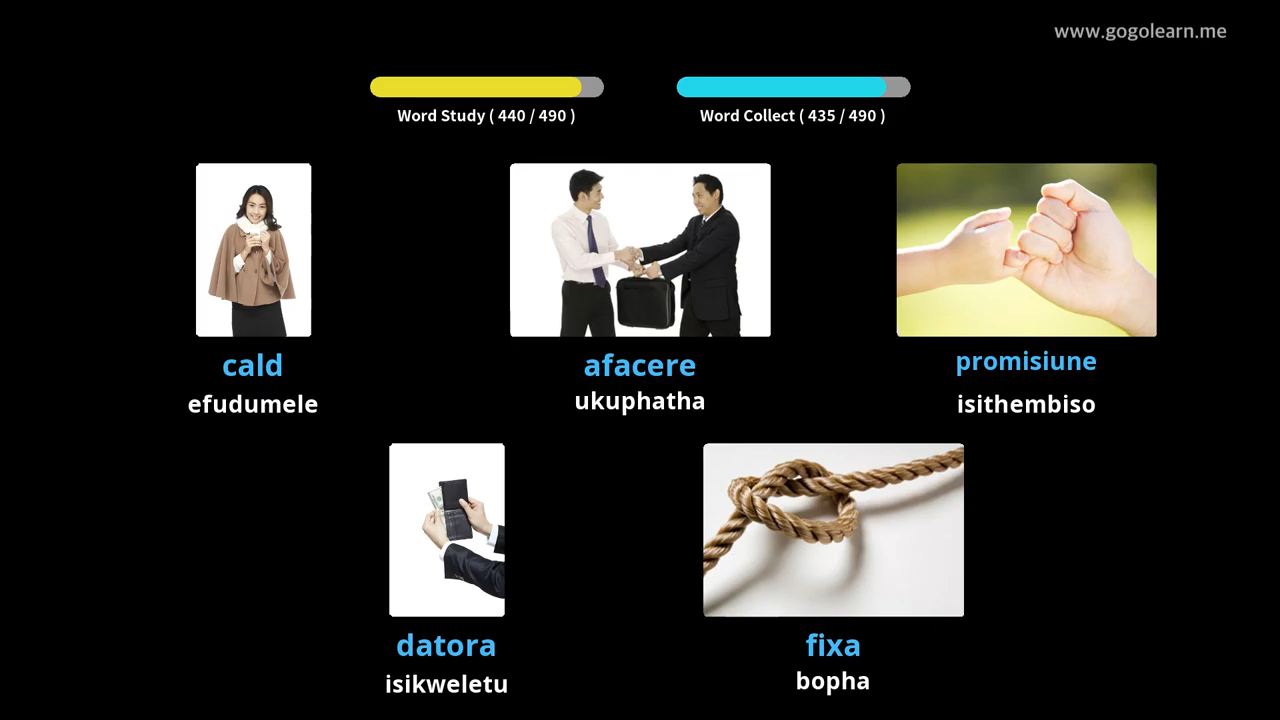 www.gogolearn.me
Word Study ( 440 / 490 )
Word Collect ( 435 / 490 )
cald
efudumele
afacere
ukuphatha
promisiune
isithembiso
datora
isikweletu
fixa
bopha